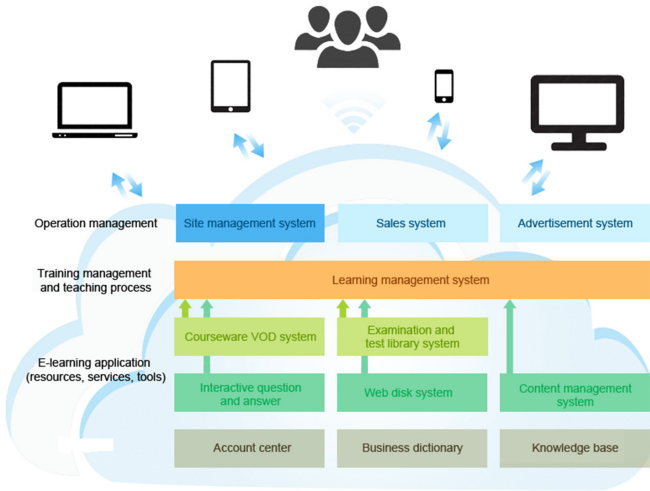 Operation management
Site management system
Sales system
Advertisement system
Training management
and teaching process
Learning management system
Courseware VOD system
Examination and
test library system
E-learning application
(resources, services, tools)
Interactive question
and answer
Web disk system
Content management
system
Account center
Business dictionary
Knowledge base